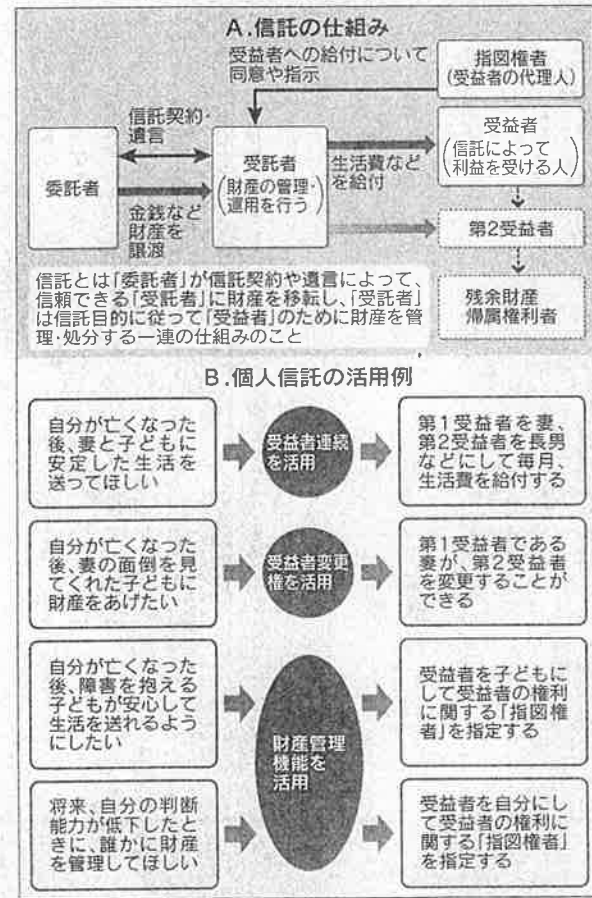 A.信託の仕組み
受益者への給付について
同意や指示
指図権者
(受益者の代理人)
信託契約・
遺言
委託者
金銭など
財産を
譲渡
受託者
(財産の管理・
運用を行う)
生活費など
を給付
受益者
(信託によって
利益を受ける人)
第2受益者
残余財産
帰属権利者
信託とは「委託者」が信託契約や遺言によって、
信頼できる「受託者」に財産を移転し、「受託者」
は信託目的に従って「受益者」のために財産を管
理・処分する一連の仕組みのこと
B.個人信託の活用例
自分が亡くなった
後、妻と子どもに
安定した生活を
送ってほしい
受益者連続
を活用
第1受益者を妻、
第2受益者を長男
などにして毎月、
生活費を給付する
自分が亡くなった
後、妻の面倒を見
てくれた子どもに
財産をあげたい
受益者変更
権を活用
第1受益者である
妻が、第2受益者
を変更することが
できる
自分が亡くなった
後、障害を抱える
子どもが安心して
生活を送れるよう
にしたい
財産管理
機能を
活用
受益者を子どもに
して受益者の権利
に関する「指図権
者」を指定する
将来、自分の判断
能力が低下したと
きに、誰かに財産
を管理してほしい
受益者を自分にし
て受益者の権利に
関する「指図権者」
を指定する